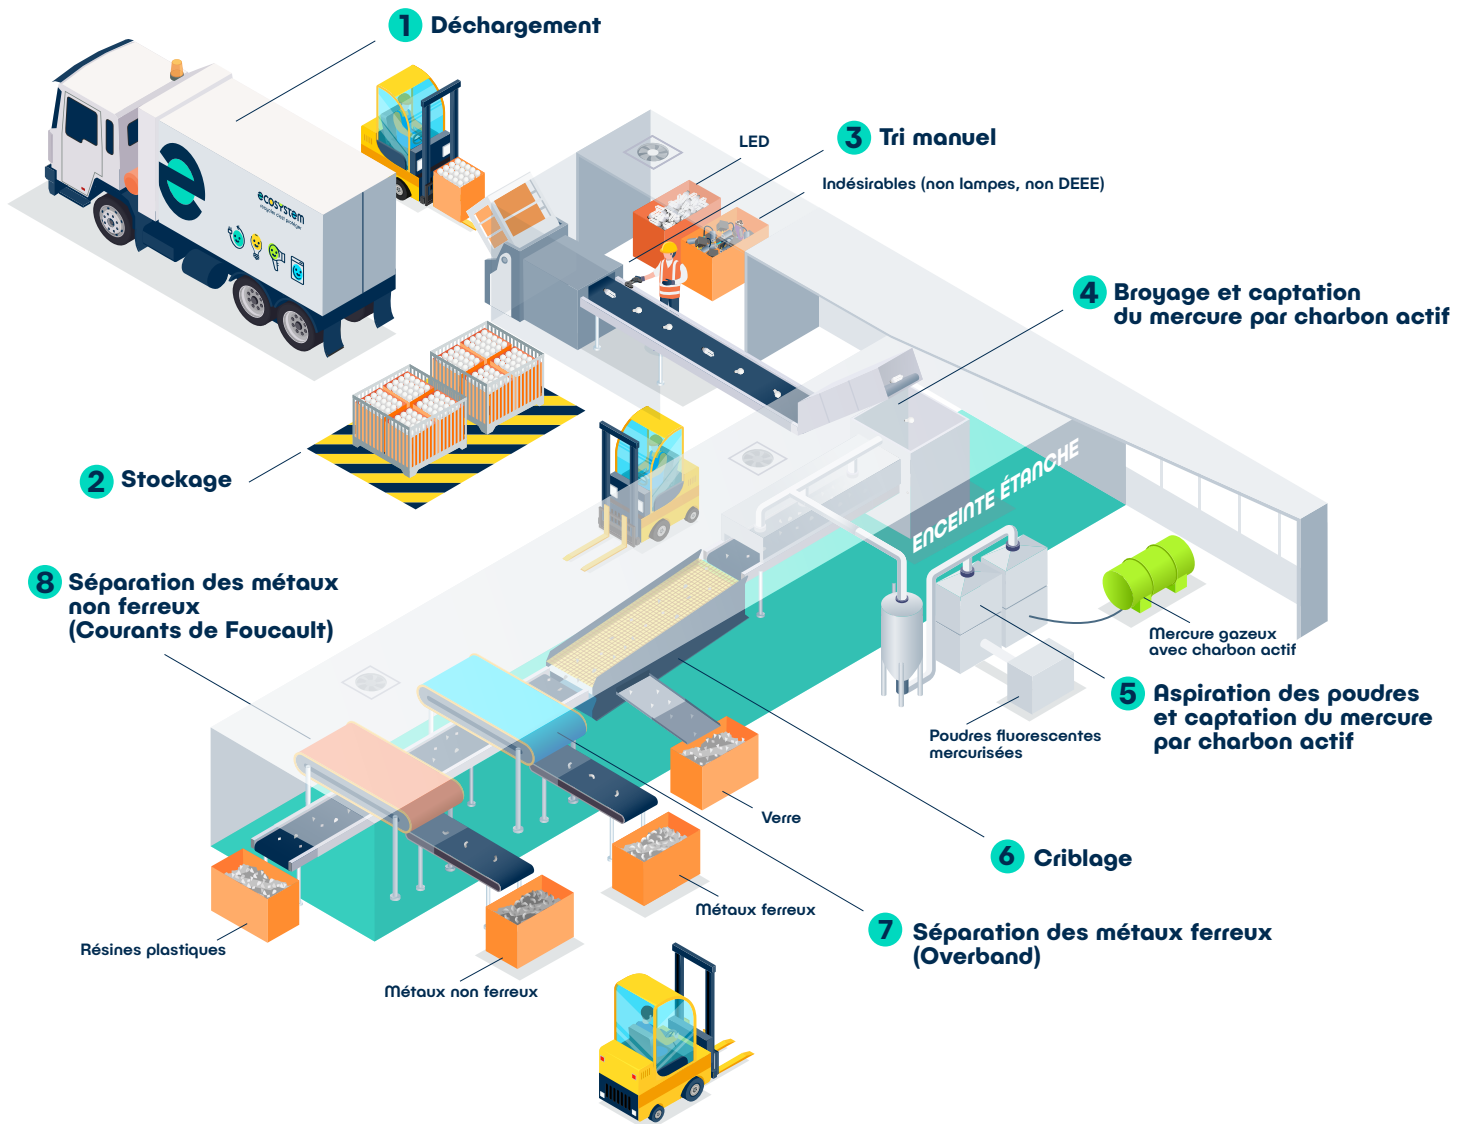 1 Déchargement
LED
3 Tri manuel
Indésirables (non lampes, non DEEE)
ecosystem
recycler c'est protéger
4 Broyage et captation
du mercure par charbon actif
2 Stockage
ENCEINTE ÉTANCHE
8 Séparation des métaux
non ferreux
(Courants de Foucault)
Mercure gazeux
avec charbon actif
5 Aspiration des poudres
et captation du mercure
par charbon actif
Poudres fluorescentes
mercurisées
Verre
6 Criblage
Métaux ferreux
7 Séparation des métaux ferreux
(Overband)
Résines plastiques
Métaux non ferreux